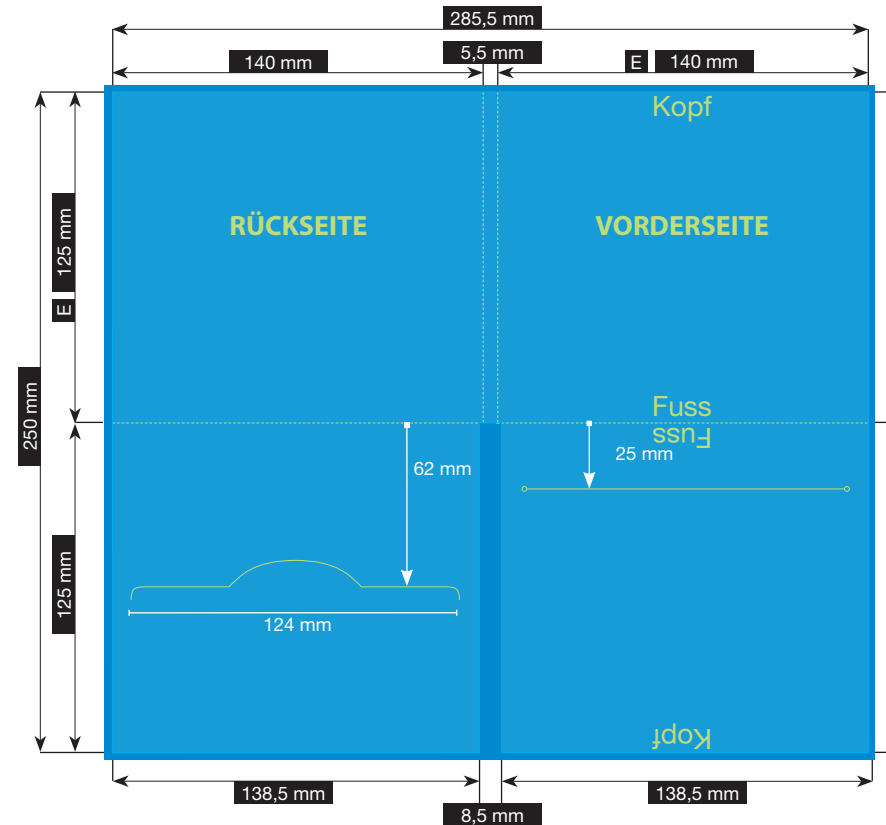 285,5 mm
5,5 mm
140 mm
E 140 mm
Kopf
RÜCKSEITE
VORDERSEITE
125 mm
E
250 mm
Fuss
Fuss
25 mm
62 mm
125 mm
124 mm
Kopf
138,5 mm
138,5 mm
8,5 mm